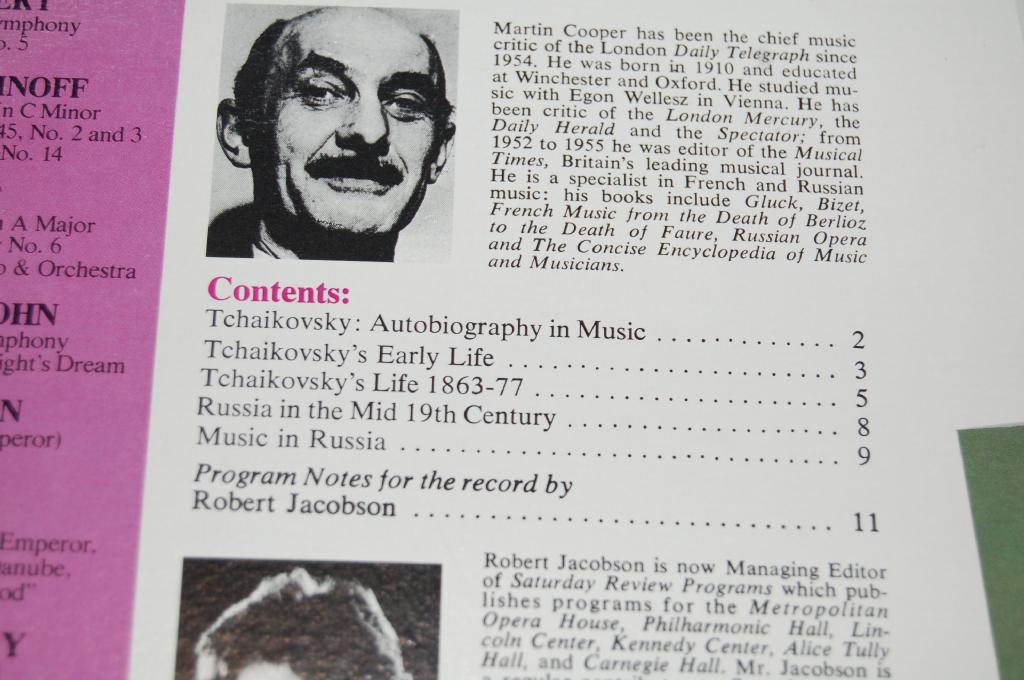 ymphony
o. 5
INOFF
in C Minor
45, No. 2 and 3
No. 14
A Major
No. 6
o & Orchestra
OHN
mphony
ight's Dream
N
peror)
Emperor,
anube,
od"
Y
Martin Cooper has been the chief music
critic of the London Daily Telegraph since
1954. He was born in 1910 and educated
at Winchester and Oxford. He studied mu-
sic with Egon Wellesz in Vienna. He has
been critic of the London Mercury, the
Daily Herald and the Spectator; from
1952 to 1955 he was editor of the Musical
Times, Britain's leading musical journal.
He is a specialist in French and Russian
music: his books include Gluck, Bizet,
French Music from the Death of Berlioz
to the Death of Faure, Russian Opera
and The Concise Encyclopedia of Music
and Musicians.
Contents:
Tchaikovsky: Autobiography in Music . . . . . . . . . . . . . 2
Tchaikovsky's Early Life . . . . . . . . . . . . . . . . . . . . . . . . 3
Tchaikovsky's Life 1863-77 . . . . . . . . . . . . . . . . . . . . . . 5
Russia in the Mid 19th Century . . . . . . . . . . . . . . . . . . . 8
Music in Russia . . . . . . . . . . . . . . . . . . . . . . . . . . . . . . . 9
Program Notes for the record by
Robert Jacobson . . . . . . . . . . . . . . . . . . . . . . . . . . . . . 11
Robert Jacobson is now Managing Editor
of Saturday Review Programs which pub-
lishes programs for the Metropolitan
Opera House, Philharmonic Hall, Lin-
coln Center, Kennedy Center, Alice Tully
Hall, and Carnegie Hall. Mr. Jacobson is